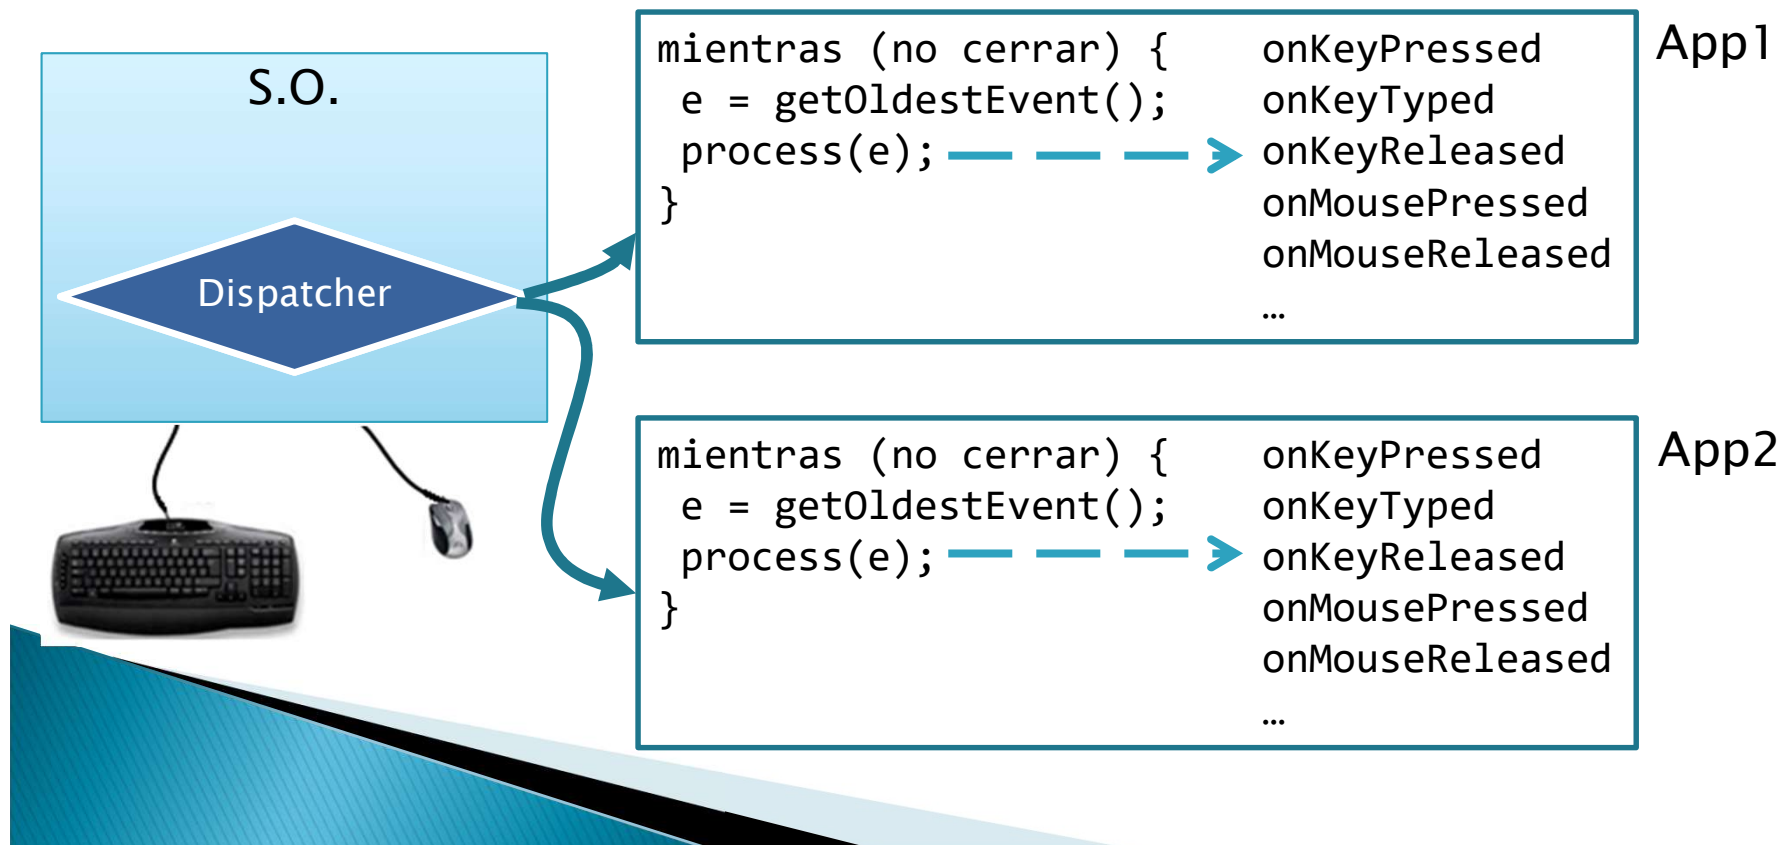 S.O.
Dispatcher
mientras (no cerrar) {
e = getOldestEvent();
process(e);
}
onKeyPressed
onKeyTyped
onKeyReleased
onMousePressed
onMouseReleased
…
App1
mientras (no cerrar) {
e = getOldestEvent();
process(e);
}
onKeyPressed
onKeyTyped
onKeyReleased
onMousePressed
onMouseReleased
…
App2